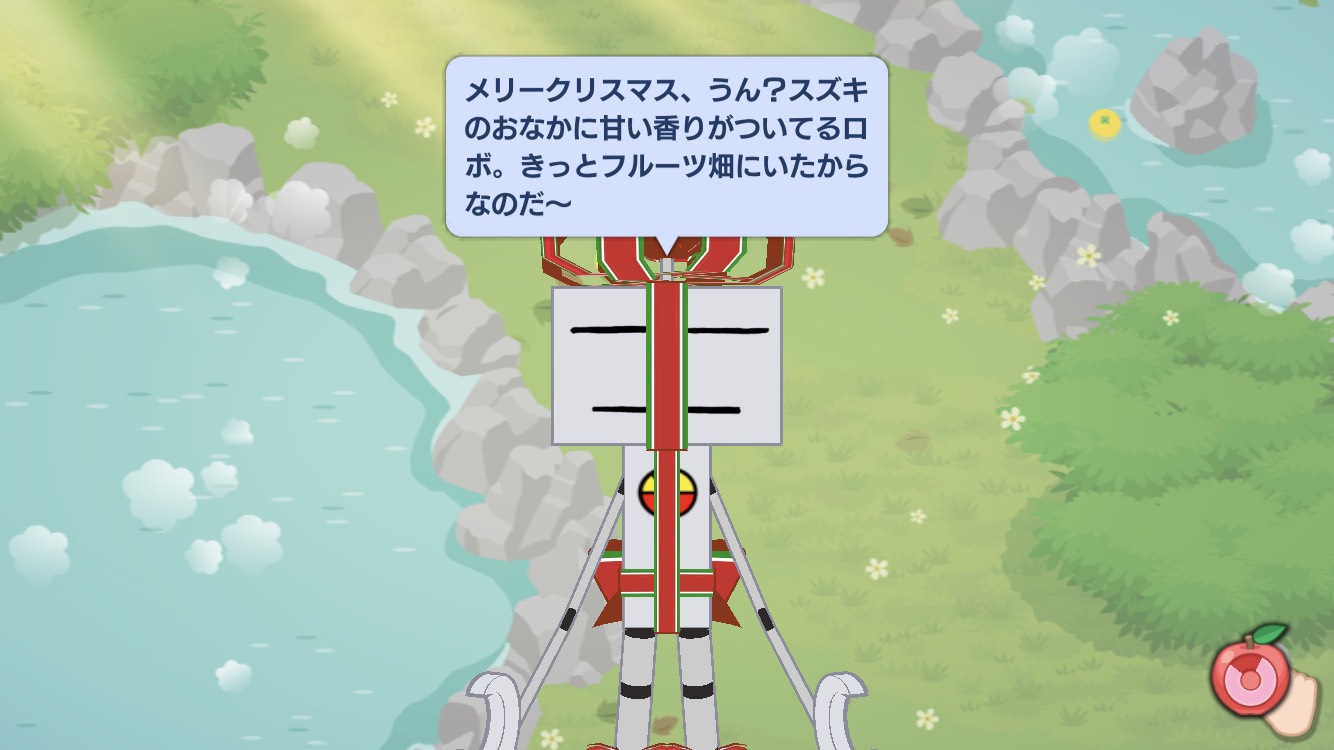 メリークリスマス、うん？スズキ
のおなかに甘い香りがついてるロ
ボ。きっとフルーツ畑にいたから
なのだ〜